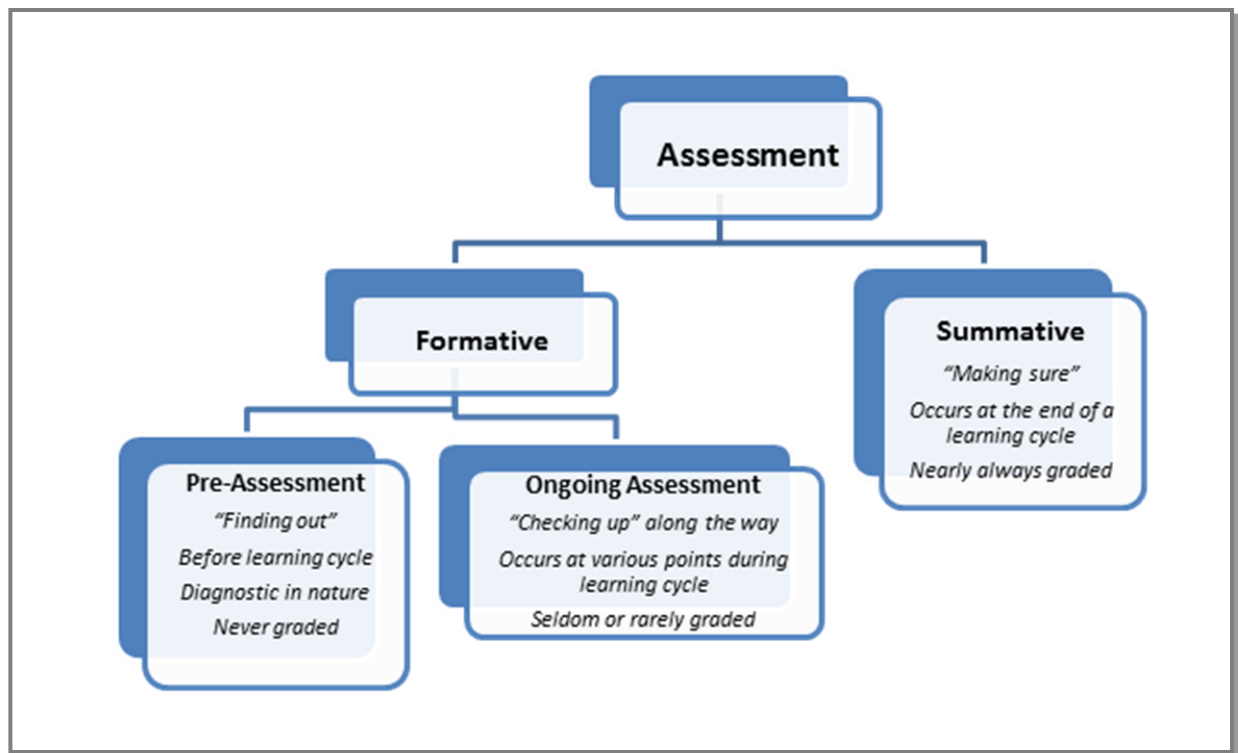 Assessment
Formative
Summative
“Making sure”
Occurs at the end of a
learning cycle
Nearly always graded
Pre-Assessment
“Finding out”
Before learning cycle
Diagnostic in nature
Never graded
Ongoing Assessment
“Checking up” along the way
Occurs at various points during
learning cycle
Seldom or rarely graded